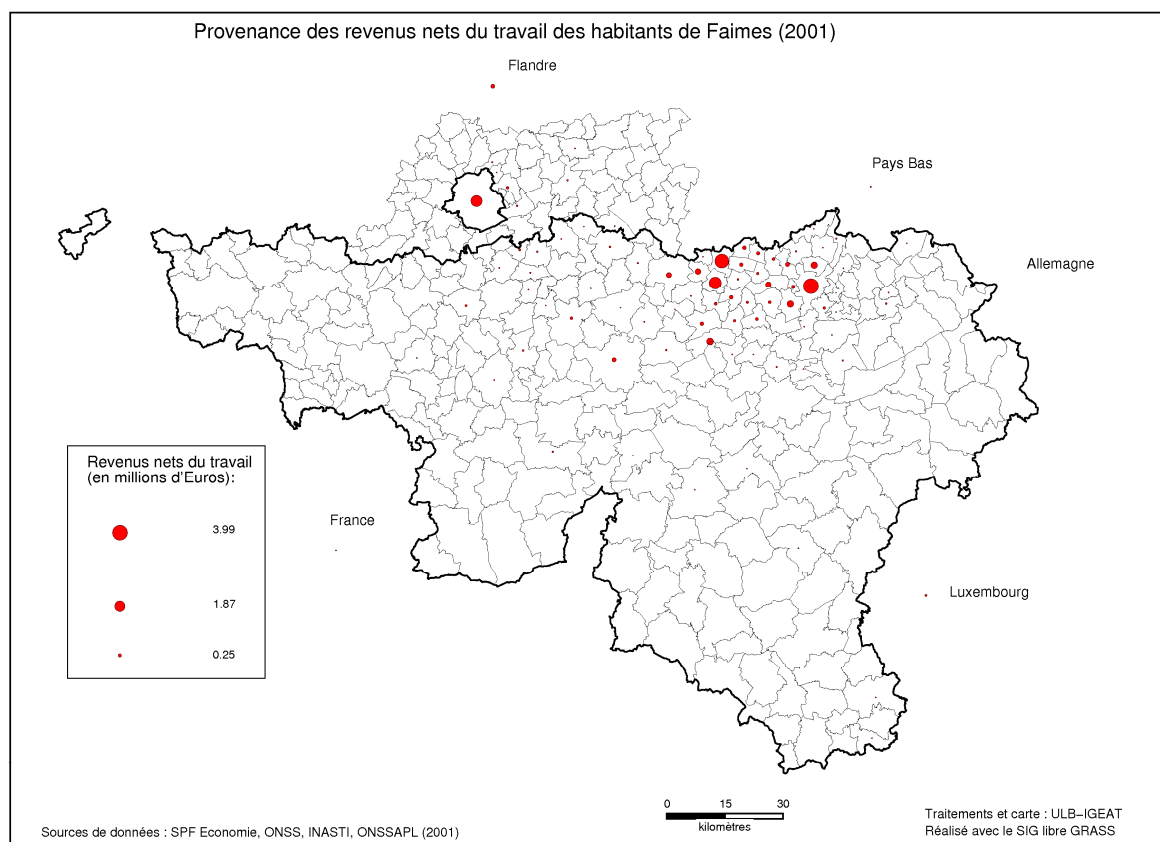 Provenance des revenus nets du travail des habitants de Faimes (2001)
Flandre
Pays Bas
Allemagne
Revenus nets du travail
(en millions d'Euros):
3.99
1.87
0.25
France
Luxembourg
0 15 30
kilomètres
Sources de données : SPF Economie, ONSS, INASTI, ONSSAPL (2001)
Traitements et carte : ULB-IGEAT
Réalisé avec le SIG libre GRASS